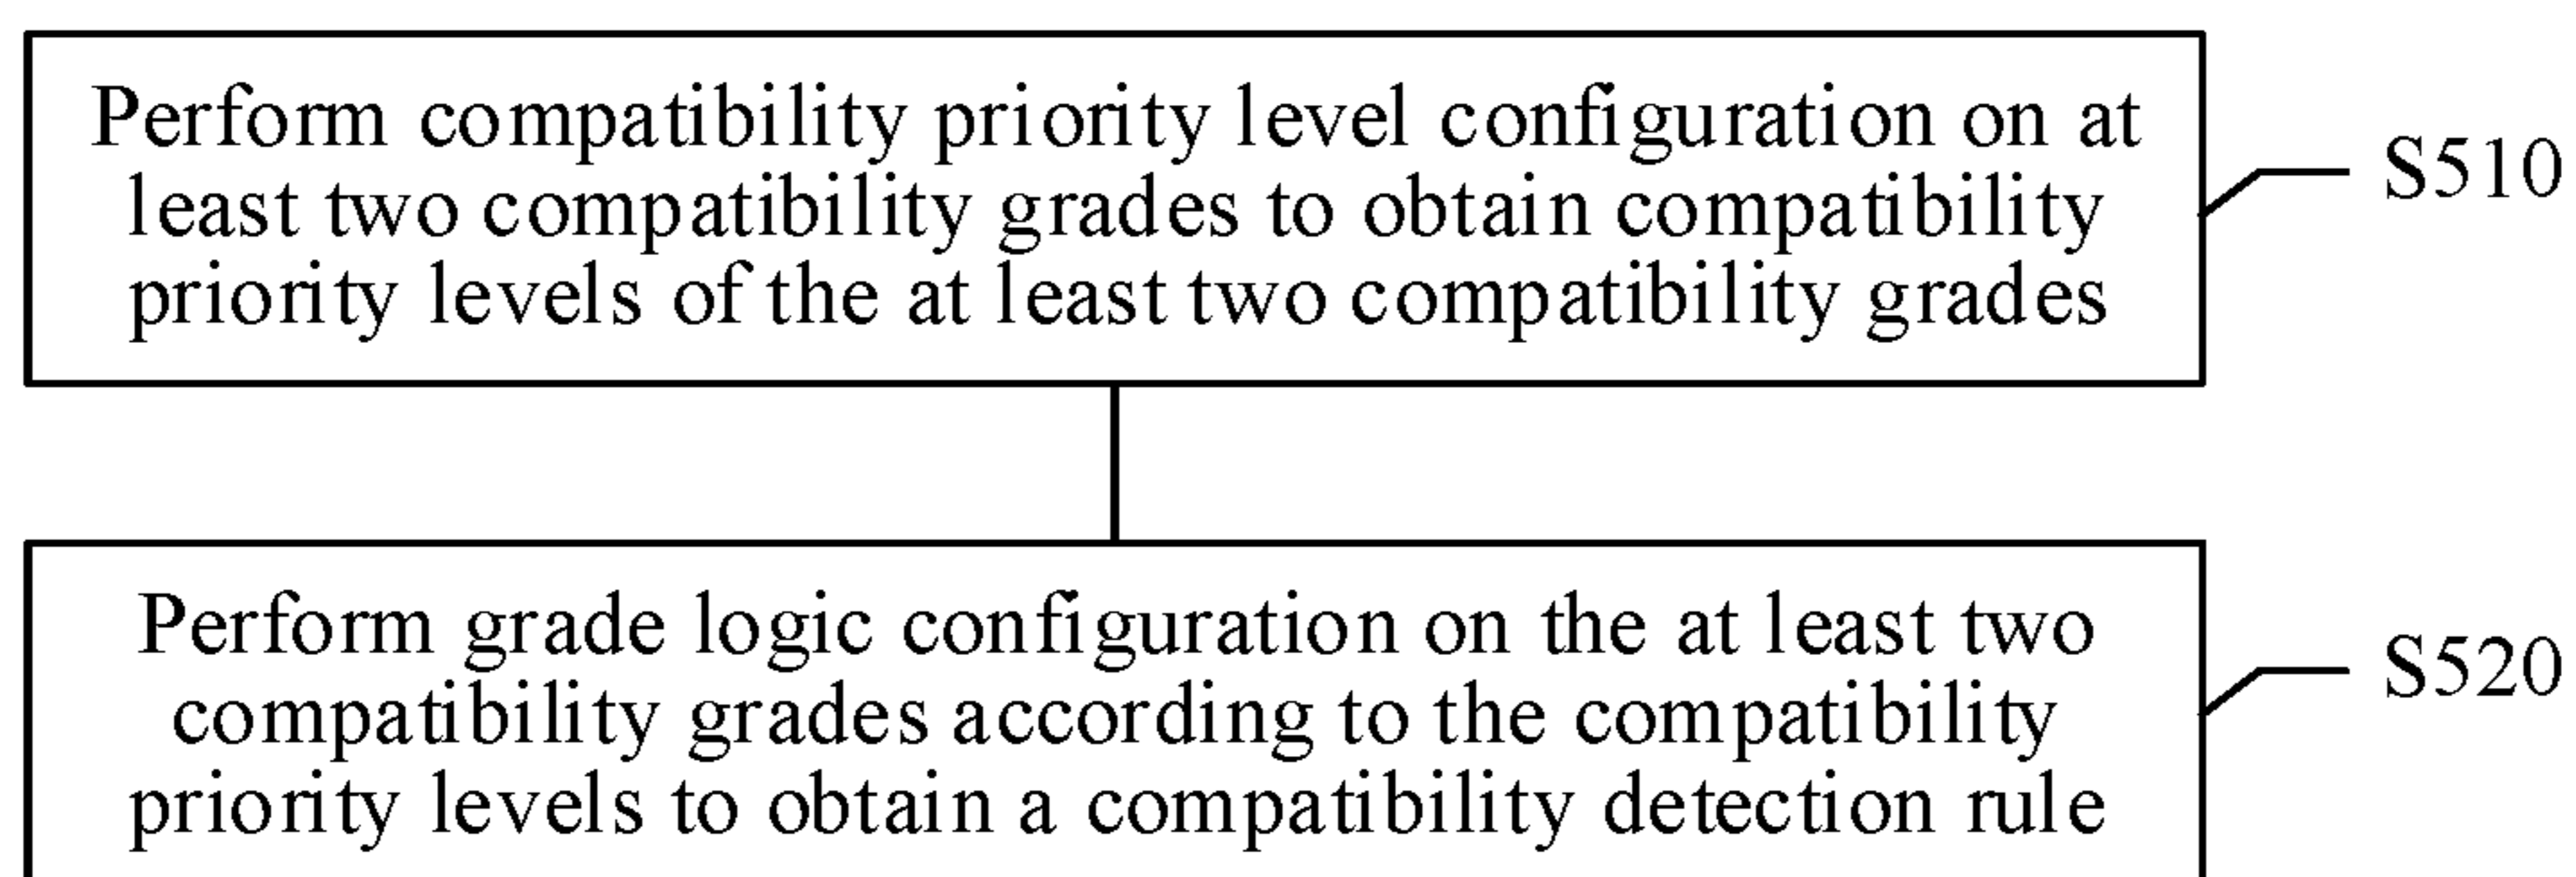 Perform compatibility priority level configuration on at
least two compatibility grades to obtain compatibility
priority levels of the at least two compatibility grades
S510
Perform grade logic configuration on the at least two
compatibility grades according to the compatibility
priority levels to obtain a compatibility detection rule
S520